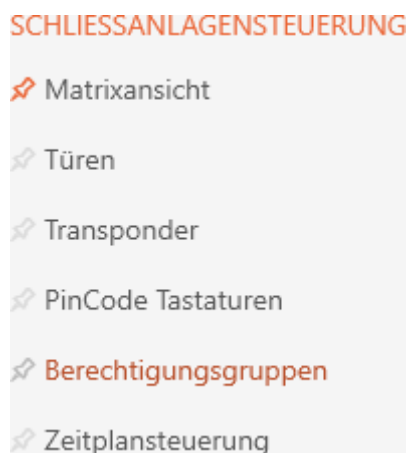 SCHLIESSANLAGENSTEUERUNG
Matrixansicht
Türen
Transponder
PinCode Tastaturen
Berechtigungsgruppen
Zeitplansteuerung